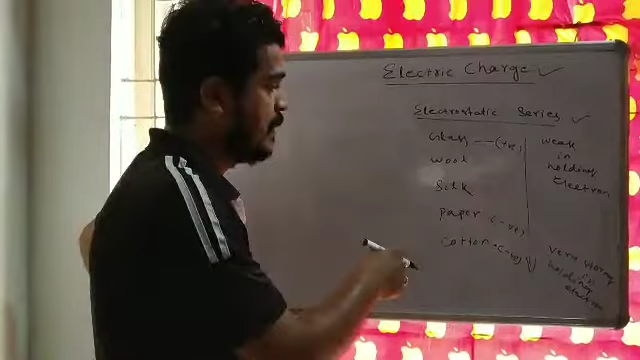 Electric Charge
Electrostatic Series
Glass (+ve)
wool
Silk
paper (-ve)
cotton (-ve)
weak
in
holding
Electron
very strong
in
holding
electron